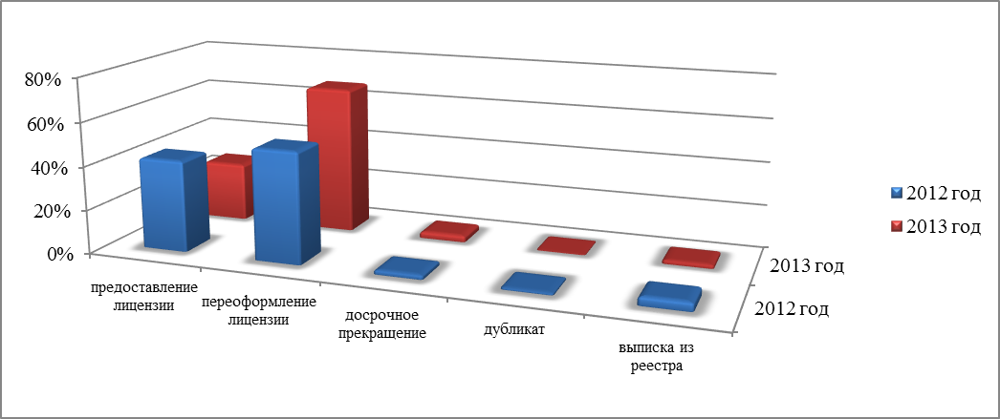 80%
60%
40%
20%
0%
предоставление
лицензии
переоформление
лицензии
досрочное
прекращение
дубликат
выписка из
реестра
2013 год
2012 год
2012 год
2013 год